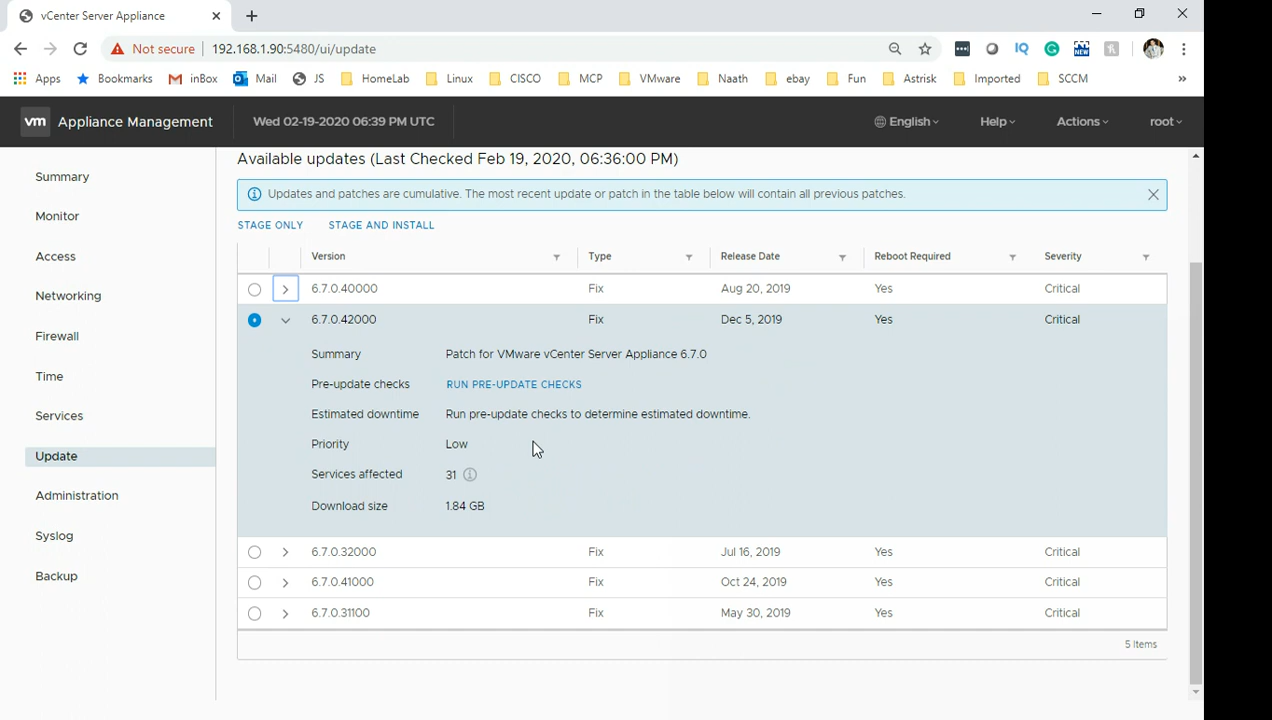 vCenter Server Appliance
Not secure 192.168.1.90:5480/ui/update
Apps Bookmarks inBox Mail JS HomeLab Linux CISCO MCP VMware Naath ebay Fun Astrisk Imported SCCM »
vm Appliance Management Wed 02-19-2020 06:39 PM UTC English Help Actions root
Summary
Monitor
Access
Networking
Firewall
Time
Services
Update
Administration
Syslog
Backup
Available updates (Last Checked Feb 19, 2020, 06:36:00 PM)
Updates and patches are cumulative. The most recent update or patch in the table below will contain all previous patches.
STAGE ONLY STAGE AND INSTALL
Version Type Release Date Reboot Required Severity
6.7.0.40000 Fix Aug 20, 2019 Yes Critical
6.7.0.42000 Fix Dec 5, 2019 Yes Critical
Summary Patch for VMware vCenter Server Appliance 6.7.0
Pre-update checks RUN PRE-UPDATE CHECKS
Estimated downtime Run pre-update checks to determine estimated downtime.
Priority Low
Services affected 31
Download size 1.84 GB
6.7.0.32000 Fix Jul 16, 2019 Yes Critical
6.7.0.41000 Fix Oct 24, 2019 Yes Critical
6.7.0.31100 Fix May 30, 2019 Yes Critical
5 Items